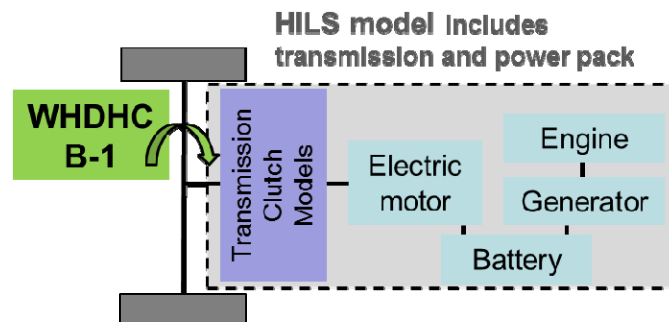 HILS model includes
transmission and power pack
WHDHC
B-1
Transmission
Clutch
Models
Electric
motor
Engine
Generator
Battery